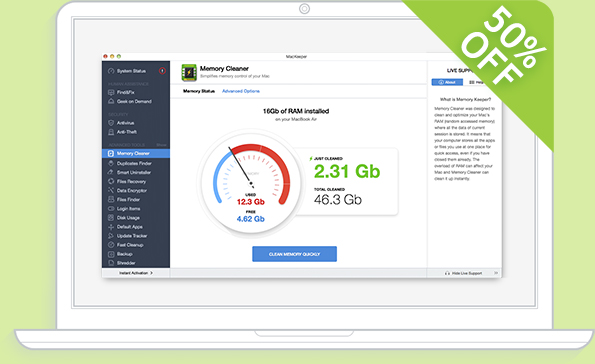 50%
OFF
MacKeeper
System Status
Find&Fix
Geek on Demand
Antivirus
Anti-Theft
Memory Cleaner
Duplicates Finder
Smart Uninstaller
Files Recovery
Data Encryptor
Files Finder
Login Items
Disk Usage
Default Apps
Update Tracker
Fast Cleanup
Backup
Shredder
Instant Activation >
Memory Cleaner
Simplifies memory control of your Mac
Memory Status Advanced Options
16Gb of RAM installed
on your MacBook Air
USED
12.3 Gb
FREE
4.62 Gb
JUST CLEANED
2.31 Gb
TOTAL CLEANED
46.3 Gb
CLEAN MEMORY QUICKLY
LIVE SUPP
About
What is Memory Keeper?
Memory Cleaner was designed to
clean and optimize your Mac's
RAM (random accessed memory)
where all the data of current
session is stored. It means that
your computer stores all the apps
or files you use at one place for
quick access, even if you have
closed them already. The
overload of RAM can affect your
Mac and Memory Cleaner can
clean it up instantly.
Hide Live Support